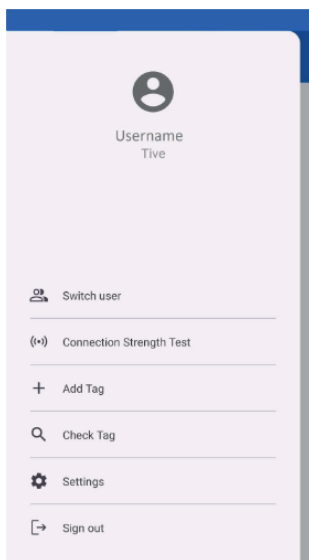 Username
Tive
Switch user
Connection Strength Test
Add Tag
Check Tag
Settings
Sign out